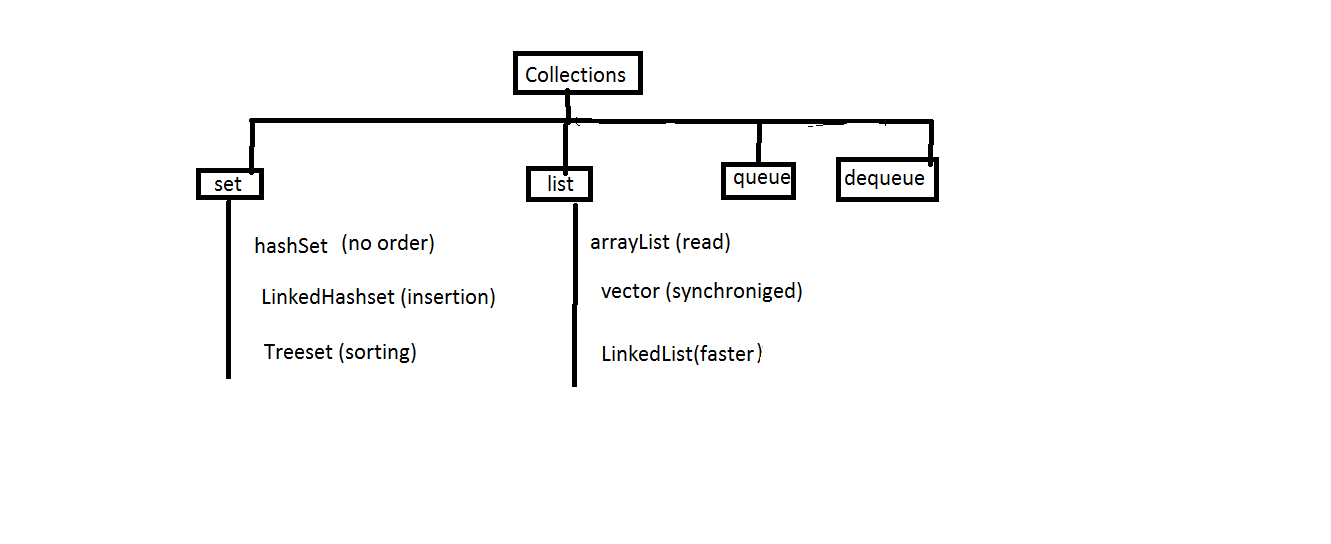 Collections
set
list
queue
dequeue
hashSet (no order)
LinkedHashset (insertion)
Treeset (sorting)
arrayList (read)
vector (synchroniged)
LinkedList(faster)